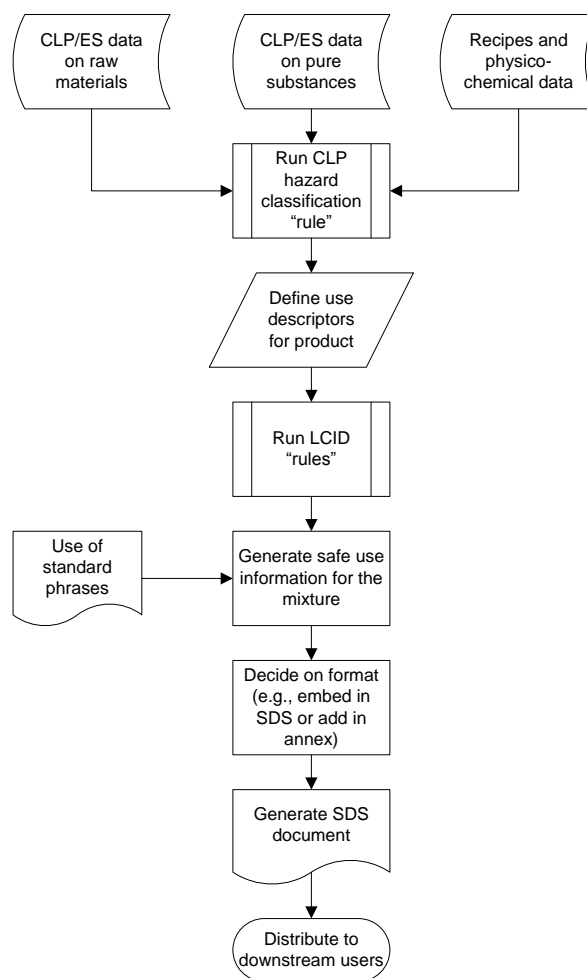 CLP/ES data
on raw
materials
CLP/ES data
on pure
substances
Recipes and
physico-
chemical data
Run CLP
hazard
classification
“rule”
Define use
descriptors
for product
Run LCID
“rules”
Use of
standard
phrases
Generate safe use
information for the
mixture
Decide on format
(e.g., embed in
SDS or add in
annex)
Generate SDS
document
Distribute to
downstream users